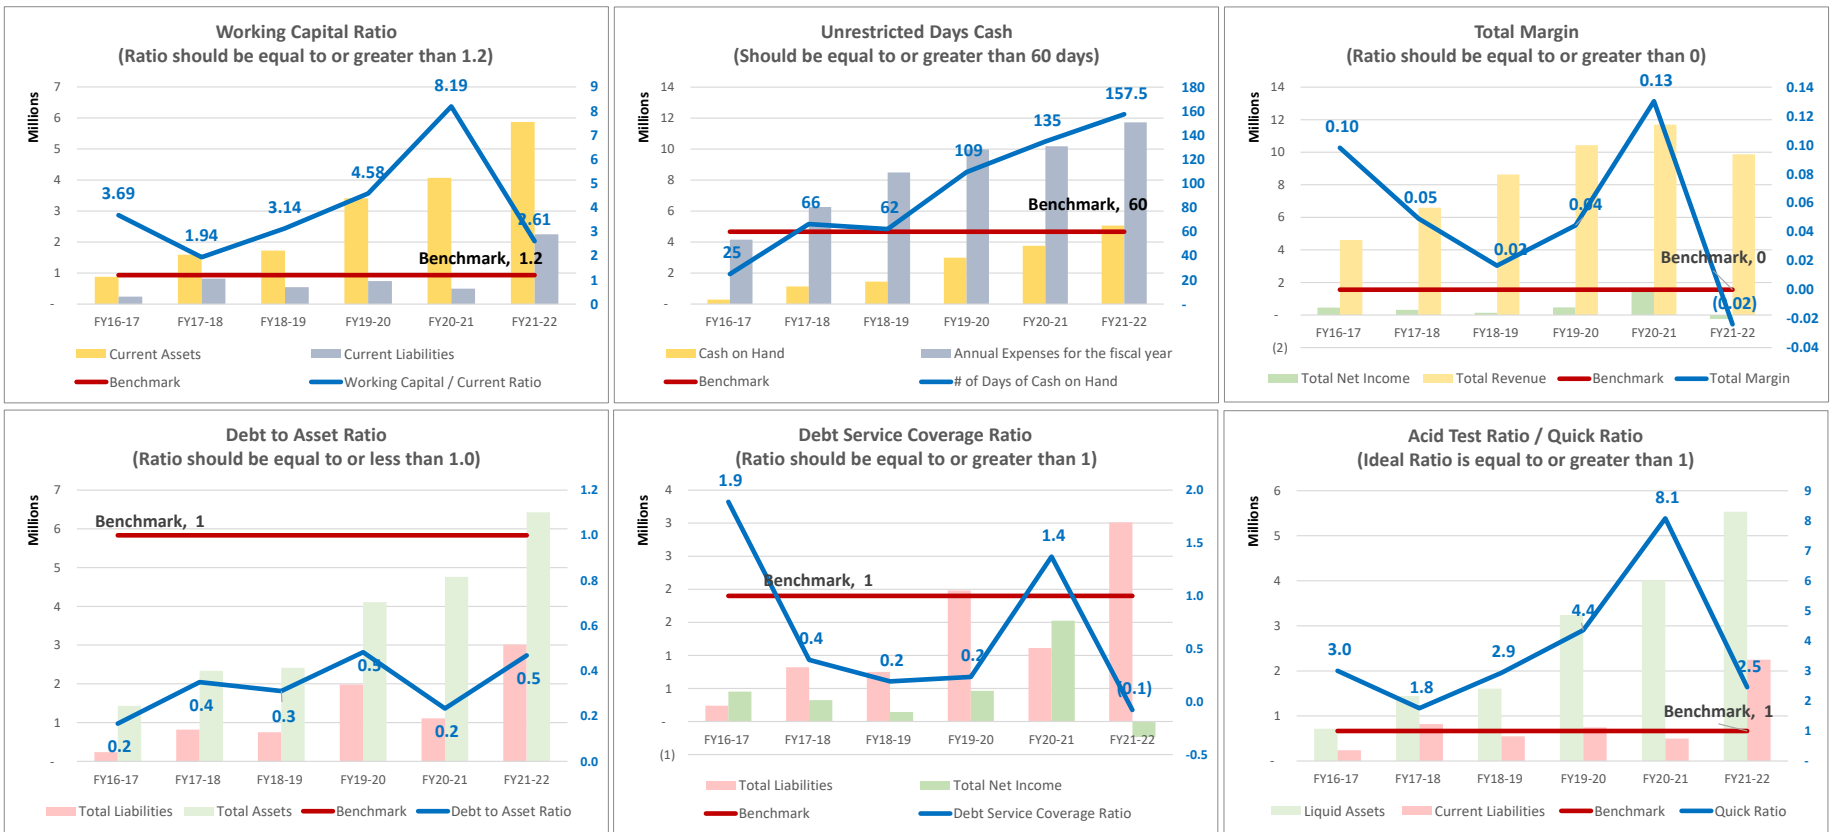 Working Capital Ratio
(Ratio should be equal to or greater than 1.2)
Millions
7
6
5
4
3
2
1
-
9
8
7
6
5
4
3
2
1
0
3.69
1.94
3.14
4.58
8.19
2.61
Benchmark, 1.2
FY16-17
FY17-18
FY18-19
FY19-20
FY20-21
FY21-22
Current Assets
Current Liabilities
Benchmark
Working Capital / Current Ratio
Unrestricted Days Cash
(Should be equal to or greater than 60 days)
Millions
14
12
10
8
6
4
2
-
180
160
140
120
100
80
60
40
20
-
25
66
62
109
135
157.5
Benchmark, 60
FY16-17
FY17-18
FY18-19
FY19-20
FY20-21
FY21-22
Cash on Hand
Annual Expenses for the fiscal year
Benchmark
# of Days of Cash on Hand
Total Margin
(Ratio should be equal to or greater than 0)
Millions
14
12
10
8
6
4
2
-
(2)
0.14
0.12
0.10
0.08
0.06
0.04
0.02
0.00
-0.02
-0.04
0.10
0.05
0.02
0.04
0.13
(0.02)
Benchmark, 0
FY16-17
FY17-18
FY18-19
FY19-20
FY20-21
FY21-22
Total Net Income
Total Revenue
Benchmark
Total Margin
Debt to Asset Ratio
(Ratio should be equal to or less than 1.0)
Millions
7
6
5
4
3
2
1
-
1.2
1.0
0.8
0.6
0.4
0.2
0.0
Benchmark, 1
0.2
0.4
0.3
0.5
0.2
0.5
FY16-17
FY17-18
FY18-19
FY19-20
FY20-21
FY21-22
Total Liabilities
Total Assets
Benchmark
Debt to Asset Ratio
Debt Service Coverage Ratio
(Ratio should be equal to or greater than 1)
Millions
4
3
3
2
2
1
1
-
(1)
2.0
1.5
1.0
0.5
0.0
-0.5
1.9
0.4
0.2
0.2
1.4
(0.1)
Benchmark, 1
FY16-17
FY17-18
FY18-19
FY19-20
FY20-21
FY21-22
Total Liabilities
Total Net Income
Benchmark
Debt Service Coverage Ratio
Acid Test Ratio / Quick Ratio
(Ideal Ratio is equal to or greater than 1)
Millions
6
5
4
3
2
1
-
9
8
7
6
5
4
3
2
1
-
3.0
1.8
2.9
4.4
8.1
2.5
Benchmark, 1
FY16-17
FY17-18
FY18-19
FY19-20
FY20-21
FY21-22
Liquid Assets
Current Liabilities
Benchmark
Quick Ratio